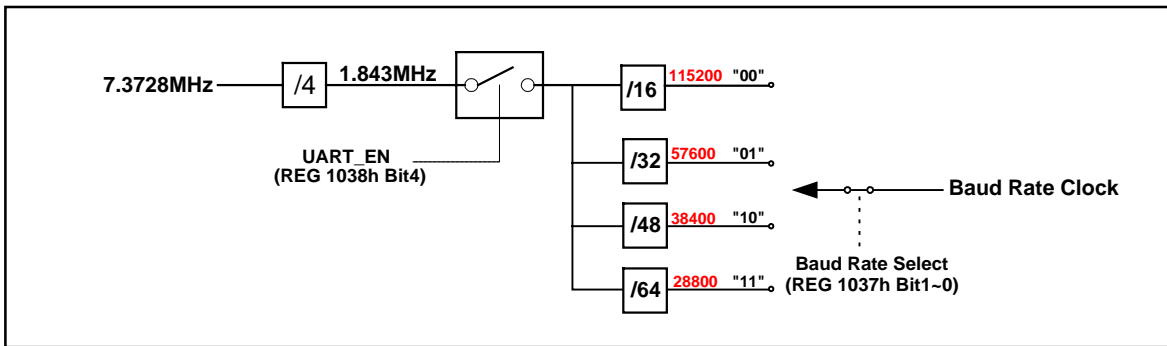 7.3728MHz
/4
1.843MHz
UART_EN
(REG 1038h Bit4)
/16
115200 "00"
/32
57600 "01"
/48
38400 "10"
/64
28800 "11"
Baud Rate Clock
Baud Rate Select
(REG 1037h Bit1~0)